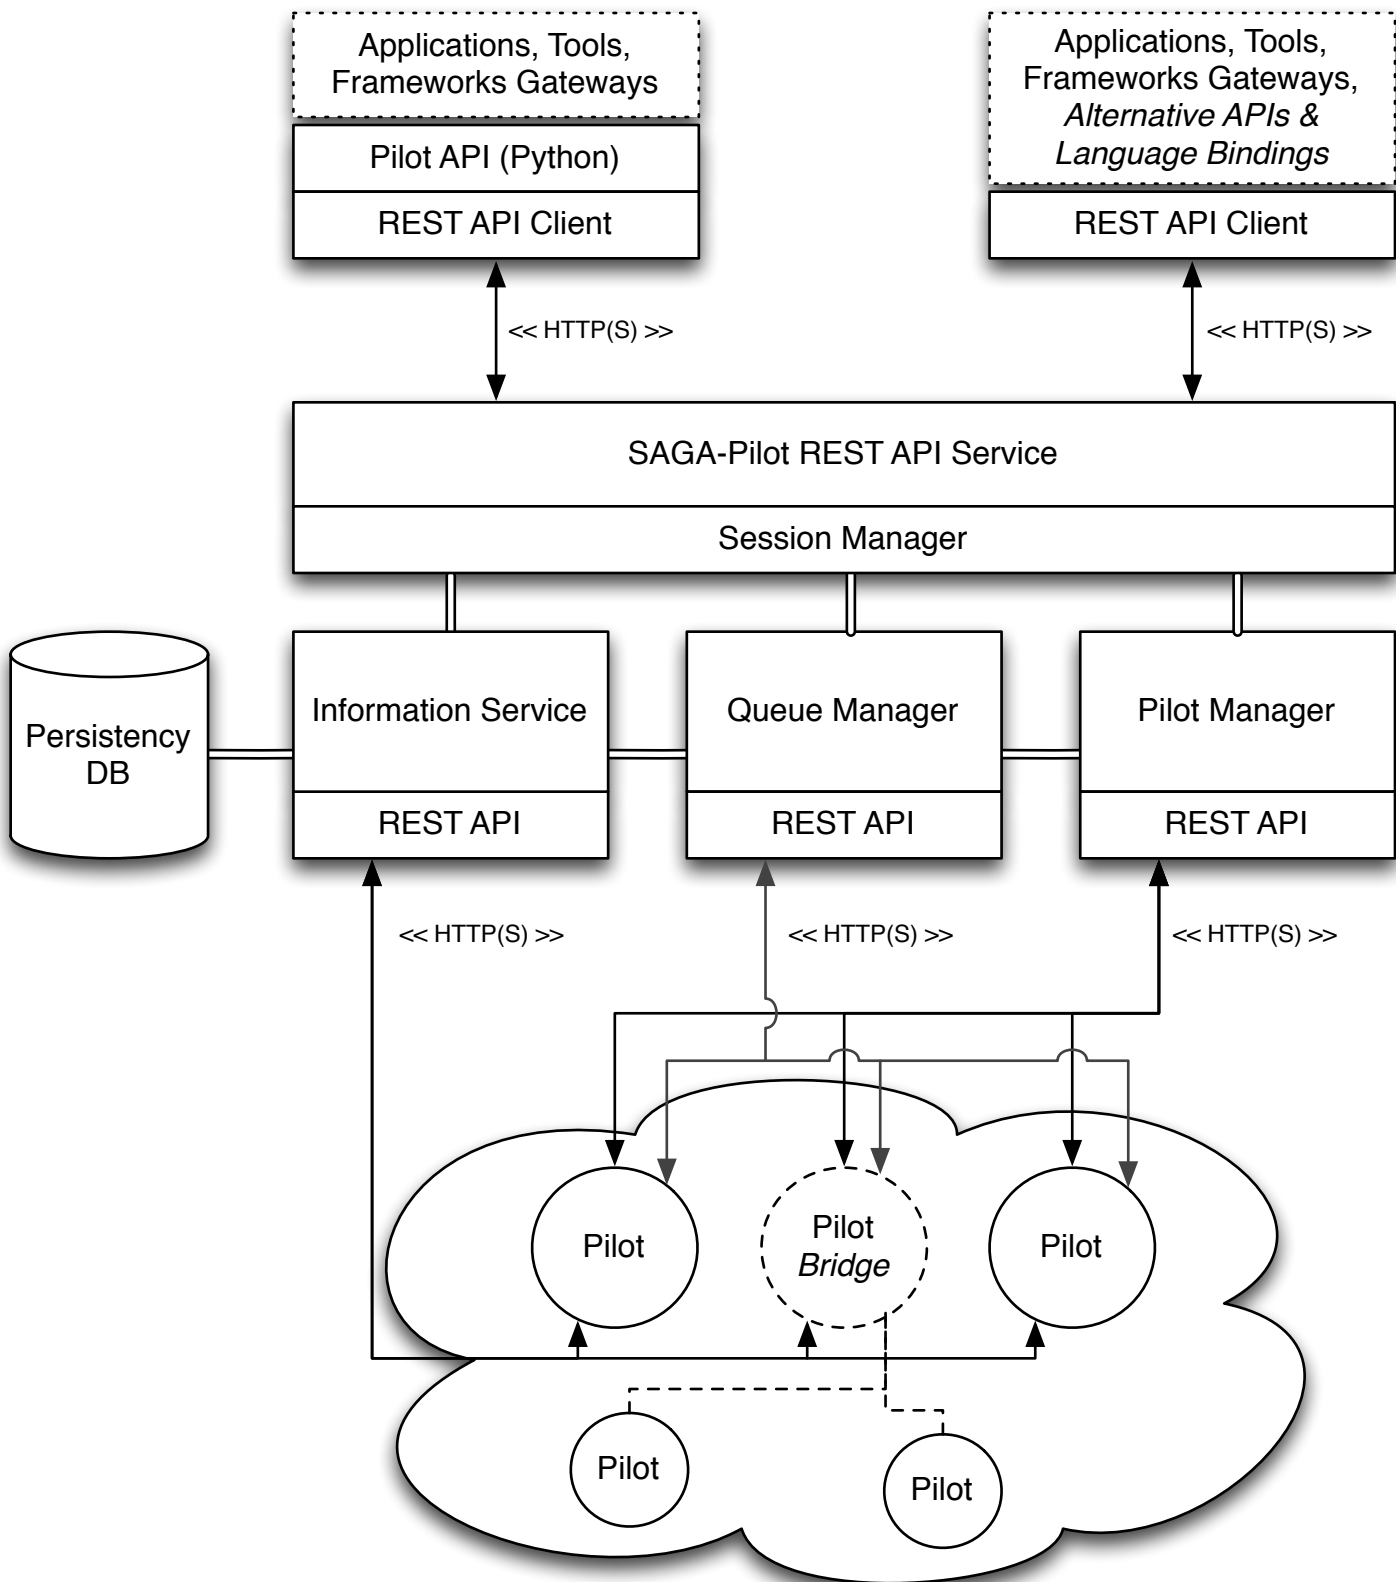 Applications, Tools,
Frameworks Gateways
Pilot API (Python)
REST API Client
Applications, Tools,
Frameworks Gateways,
Alternative APIs &
Language Bindings
REST API Client
<< HTTP(S) >>
<< HTTP(S) >>
SAGA-Pilot REST API Service
Session Manager
Persistency
DB
Information Service
REST API
Queue Manager
REST API
Pilot Manager
REST API
<< HTTP(S) >>
<< HTTP(S) >>
<< HTTP(S) >>
Pilot
Pilot
Bridge
Pilot
Pilot
Pilot